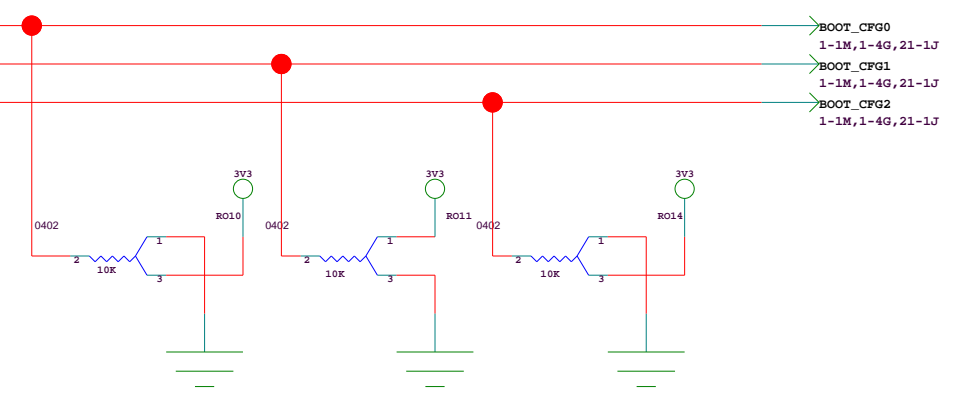 BOOT_CFG0
1-1M,1-4G,21-1J
BOOT_CFG1
1-1M,1-4G,21-1J
BOOT_CFG2
1-1M,1-4G,21-1J
3V3 3V3 3V3
RO10 RO11 RO14
0402 0402 0402
1 1 1
2 2 2
10K 10K 10K
3 3 3